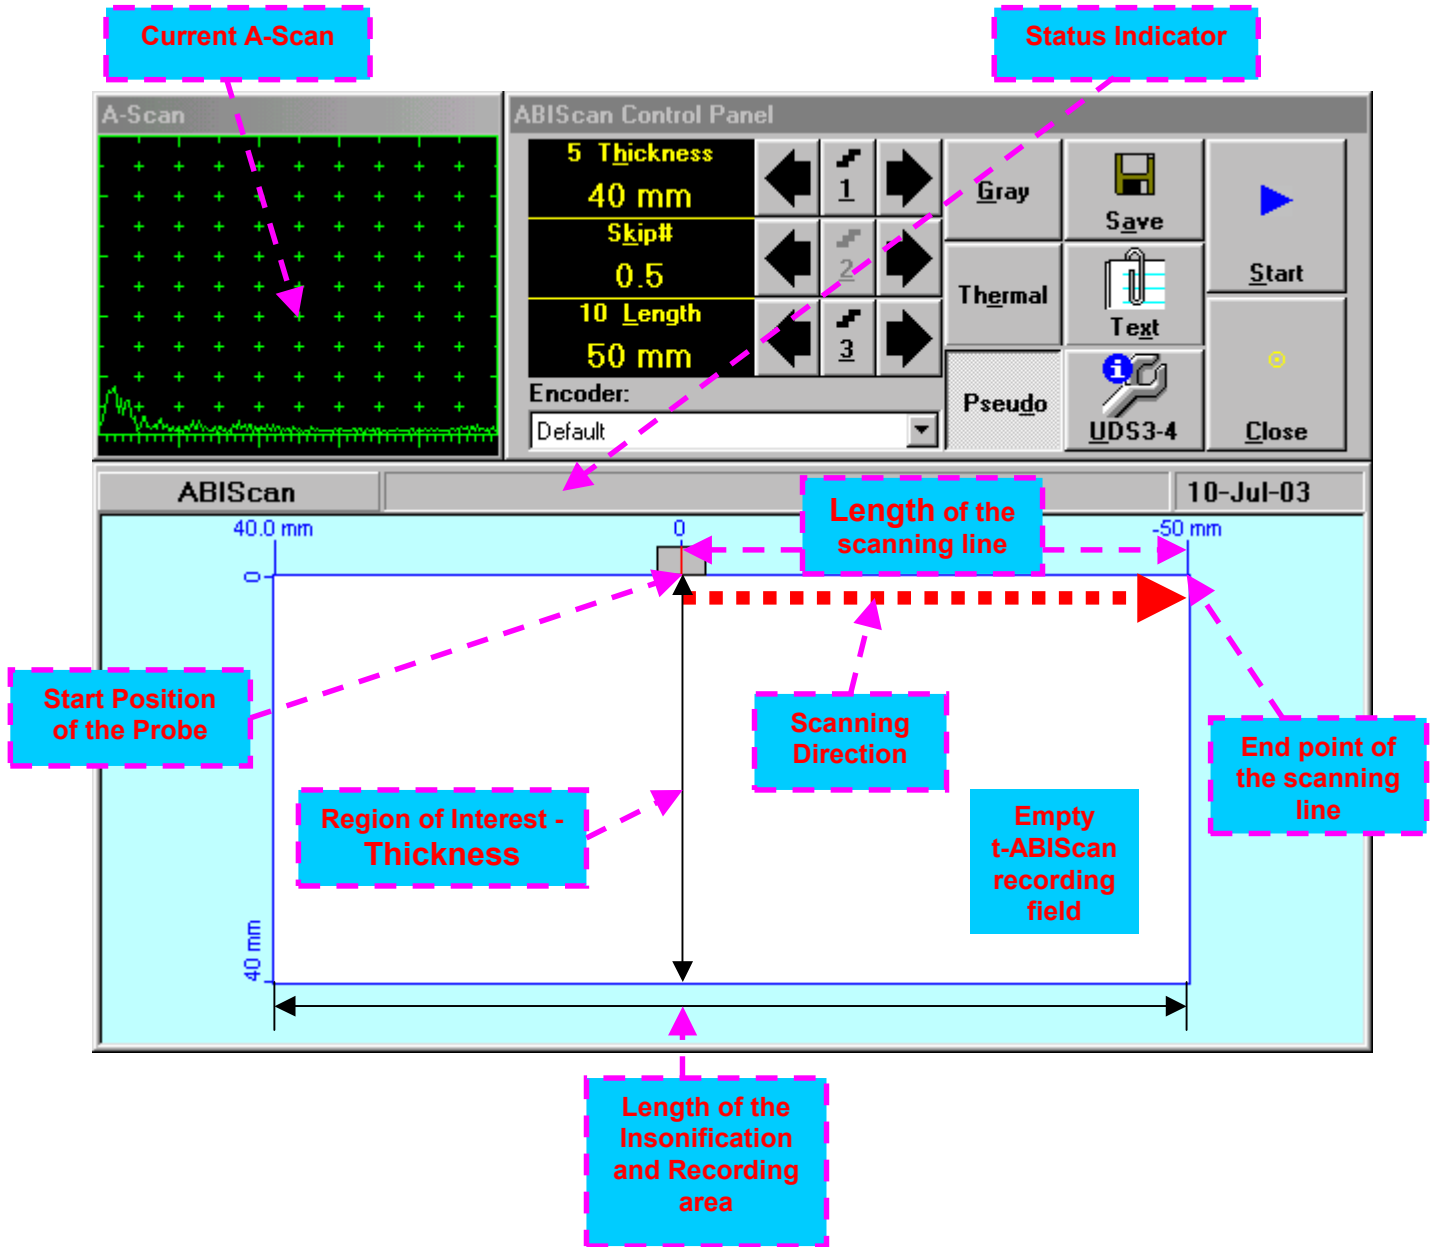 Current A-Scan
Status Indicator
A-Scan
ABIScan Control Panel
5 Thickness
40 mm
1
Gray
Save
Start
Skip#
0.5
2
Thermal
Text
10 Length
50 mm
3
Pseudo
UDS3-4
Close
Encoder:
Default
ABIScan
10-Jul-03
40.0 mm
0
-50 mm
Length of the
scanning line
0
Start Position
of the Probe
Scanning
Direction
End point of
the scanning
line
Region of Interest -
Thickness
Empty
t-ABIScan
recording
field
40 mm
Length of the
Insonification
and Recording
area